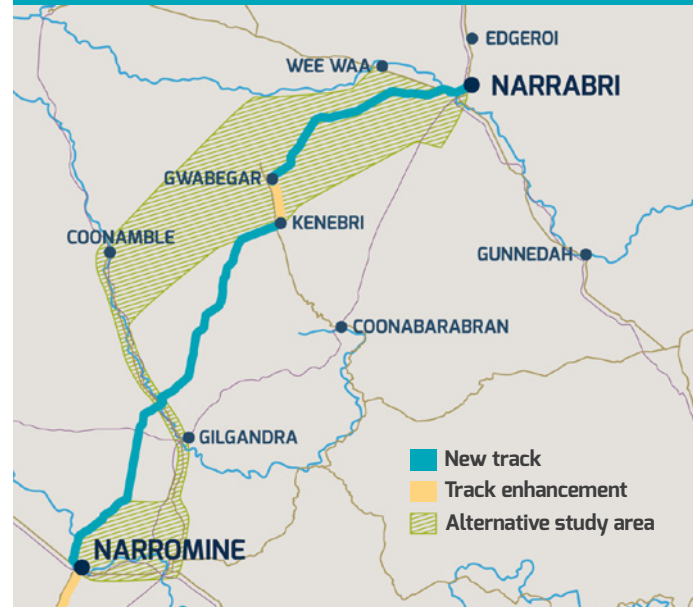 EDGEROI
WEE WAA
NARRABRI
GWABEGAR
KENEBRI
COONAMBLE
GUNNEDAH
COONABARABRAN
GILGANDRA
New track
Track enhancement
Alternative study area
NARROMINE